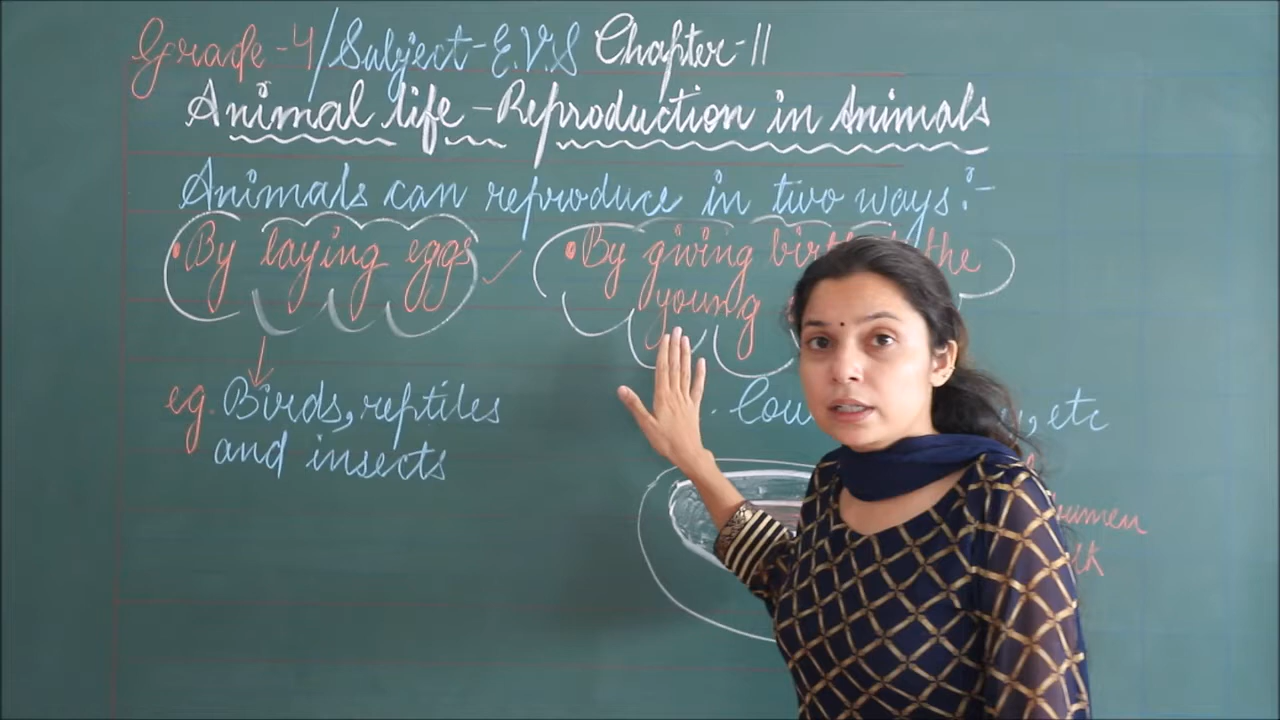 Grade-4/Subject-E.V.S Chapter-11
Animal life-Reproduction in Animals
Animals can reproduce in two ways:-
• By laying eggs
• By giving the
young
eg. Birds, reptiles
and insects
etc